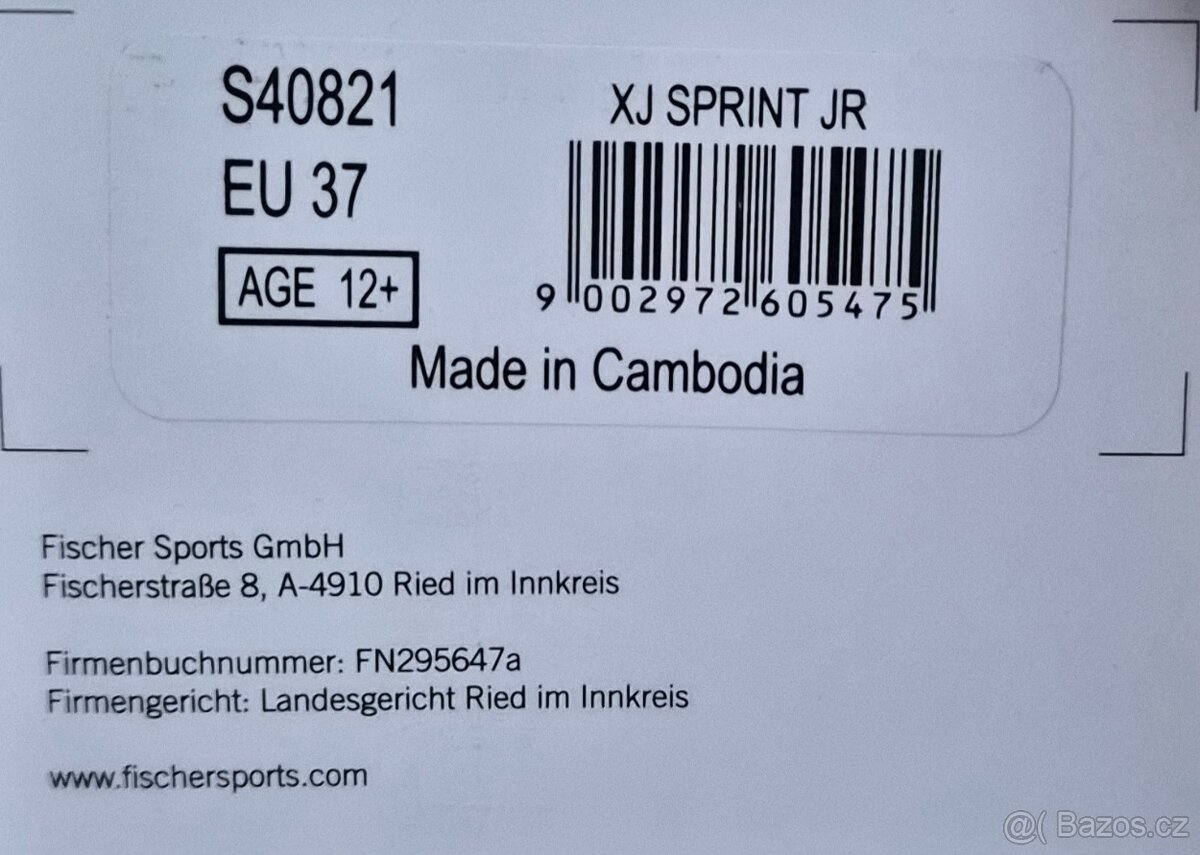 S40821
EU 37
AGE 12+
XJ SPRINT JR
9 002972 605475
Made in Cambodia
Fischer Sports GmbH
Fischerstraße 8, A-4910 Ried im Innkreis
Firmenbuchnummer: FN295647a
Firmengericht: Landesgericht Ried im Innkreis
www.fischersports.com
@( Bazos.cz